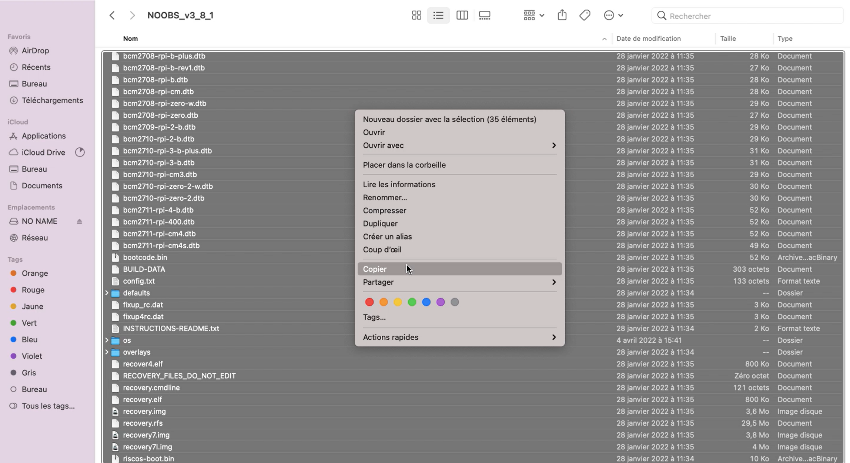 NOOBS_v3_8_1
Rechercher
Nom
Date de modification
Taille
Type
Favoris
AirDrop
Récents
Bureau
Téléchargements
iCloud
Applications
iCloud Drive
Bureau
Documents
Emplacements
NO NAME
Réseau
Tags
Orange
Rouge
Jaune
Vert
Bleu
Violet
Gris
Bureau
Tous les tags...
bcm2708-rpi-b-plus.dtb 28 janvier 2022 à 11:35 28 Ko Document
bcm2708-rpi-b-rev1.dtb 28 janvier 2022 à 11:35 27 Ko Document
bcm2708-rpi-b.dtb 28 janvier 2022 à 11:35 28 Ko Document
bcm2708-rpi-cm.dtb 28 janvier 2022 à 11:35 28 Ko Document
bcm2708-rpi-zero-w.dtb 28 janvier 2022 à 11:35 29 Ko Document
bcm2708-rpi-zero.dtb 28 janvier 2022 à 11:35 27 Ko Document
bcm2709-rpi-2-b.dtb 28 janvier 2022 à 11:35 29 Ko Document
bcm2710-rpi-2-b.dtb 28 janvier 2022 à 11:35 29 Ko Document
bcm2710-rpi-3-b-plus.dtb 28 janvier 2022 à 11:35 31 Ko Document
bcm2710-rpi-3-b.dtb 28 janvier 2022 à 11:35 31 Ko Document
bcm2710-rpi-cm3.dtb 28 janvier 2022 à 11:35 29 Ko Document
bcm2710-rpi-zero-2-w.dtb 28 janvier 2022 à 11:35 30 Ko Document
bcm2710-rpi-zero-2.dtb 28 janvier 2022 à 11:35 30 Ko Document
bcm2711-rpi-4-b.dtb 28 janvier 2022 à 11:35 52 Ko Document
bcm2711-rpi-400.dtb 28 janvier 2022 à 11:35 52 Ko Document
bcm2711-rpi-cm4.dtb 28 janvier 2022 à 11:35 52 Ko Document
bcm2711-rpi-cm4s.dtb 28 janvier 2022 à 11:35 49 Ko Document
bootcode.bin 28 janvier 2022 à 11:35 52 Ko Archive...acBinary
BUILD-DATA 28 janvier 2022 à 11:35 303 octets Document
config.txt 28 janvier 2022 à 11:35 133 octets Format texte
defaults 28 janvier 2022 à 11:34 -- Dossier
fixup_rc.dat 28 janvier 2022 à 11:35 3 Ko Document
fixup4rc.dat 28 janvier 2022 à 11:35 3 Ko Document
INSTRUCTIONS-README.txt 28 janvier 2022 à 11:34 2 Ko Format texte
os 4 avril 2022 à 15:41 -- Dossier
overlays 28 janvier 2022 à 11:34 -- Dossier
recover4.elf 28 janvier 2022 à 11:35 800 Ko Document
RECOVERY_FILES_DO_NOT_EDIT 28 janvier 2022 à 11:35 Zéro octet Document
recovery.cmdline 28 janvier 2022 à 11:35 121 octets Document
recovery.elf 28 janvier 2022 à 11:35 800 Ko Document
recovery.img 28 janvier 2022 à 11:35 3,6 Mo Image disque
recovery.rfs 28 janvier 2022 à 11:35 29,5 Mo Document
recovery7.img 28 janvier 2022 à 11:35 3,8 Mo Image disque
recovery7l.img 28 janvier 2022 à 11:35 4 Mo Image disque
riscos-boot.bin 28 janvier 2022 à 11:34 10 Ko Archive...acBinary
Nouveau dossier avec la sélection (35 éléments)
Ouvrir
Ouvrir avec
Placer dans la corbeille
Lire les informations
Renommer...
Compresser
Dupliquer
Créer un alias
Coup d'œil
Copier
Partager
Tags...
Actions rapides